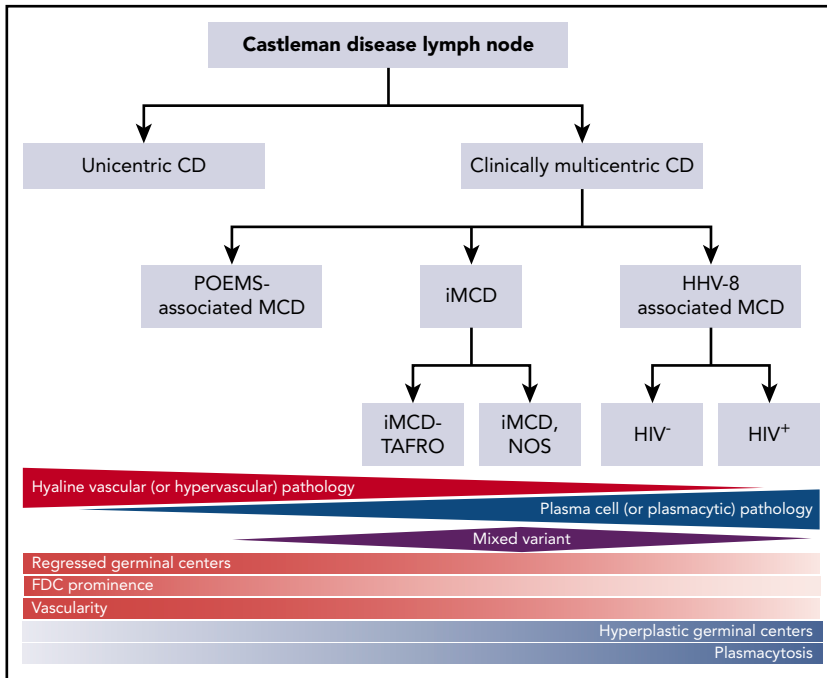 Castleman disease lymph node
Unicentric CD
Clinically multicentric CD
POEMS-
associated MCD
iMCD
HHV-8
associated MCD
iMCD-
TAFRO
iMCD,
NOS
HIV⁻
HIV⁺
Hyaline vascular (or hypervascular) pathology
Plasma cell (or plasmacytic) pathology
Mixed variant
Regressed germinal centers
FDC prominence
Vascularity
Hyperplastic germinal centers
Plasmacytosis